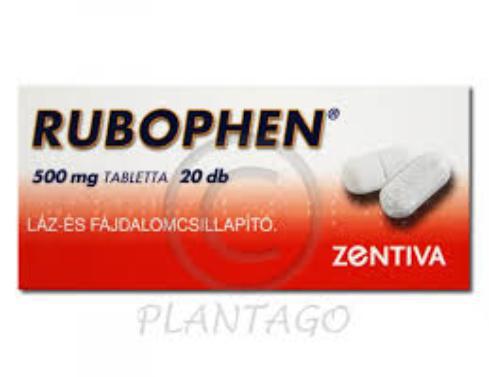 RUBOPHEN®
500 mg TABLETTA 20 db
LÁZ-ÉS FÁJDALOMCSILLAPÍTÓ.
ZENTIVA
©
PLANTAGO